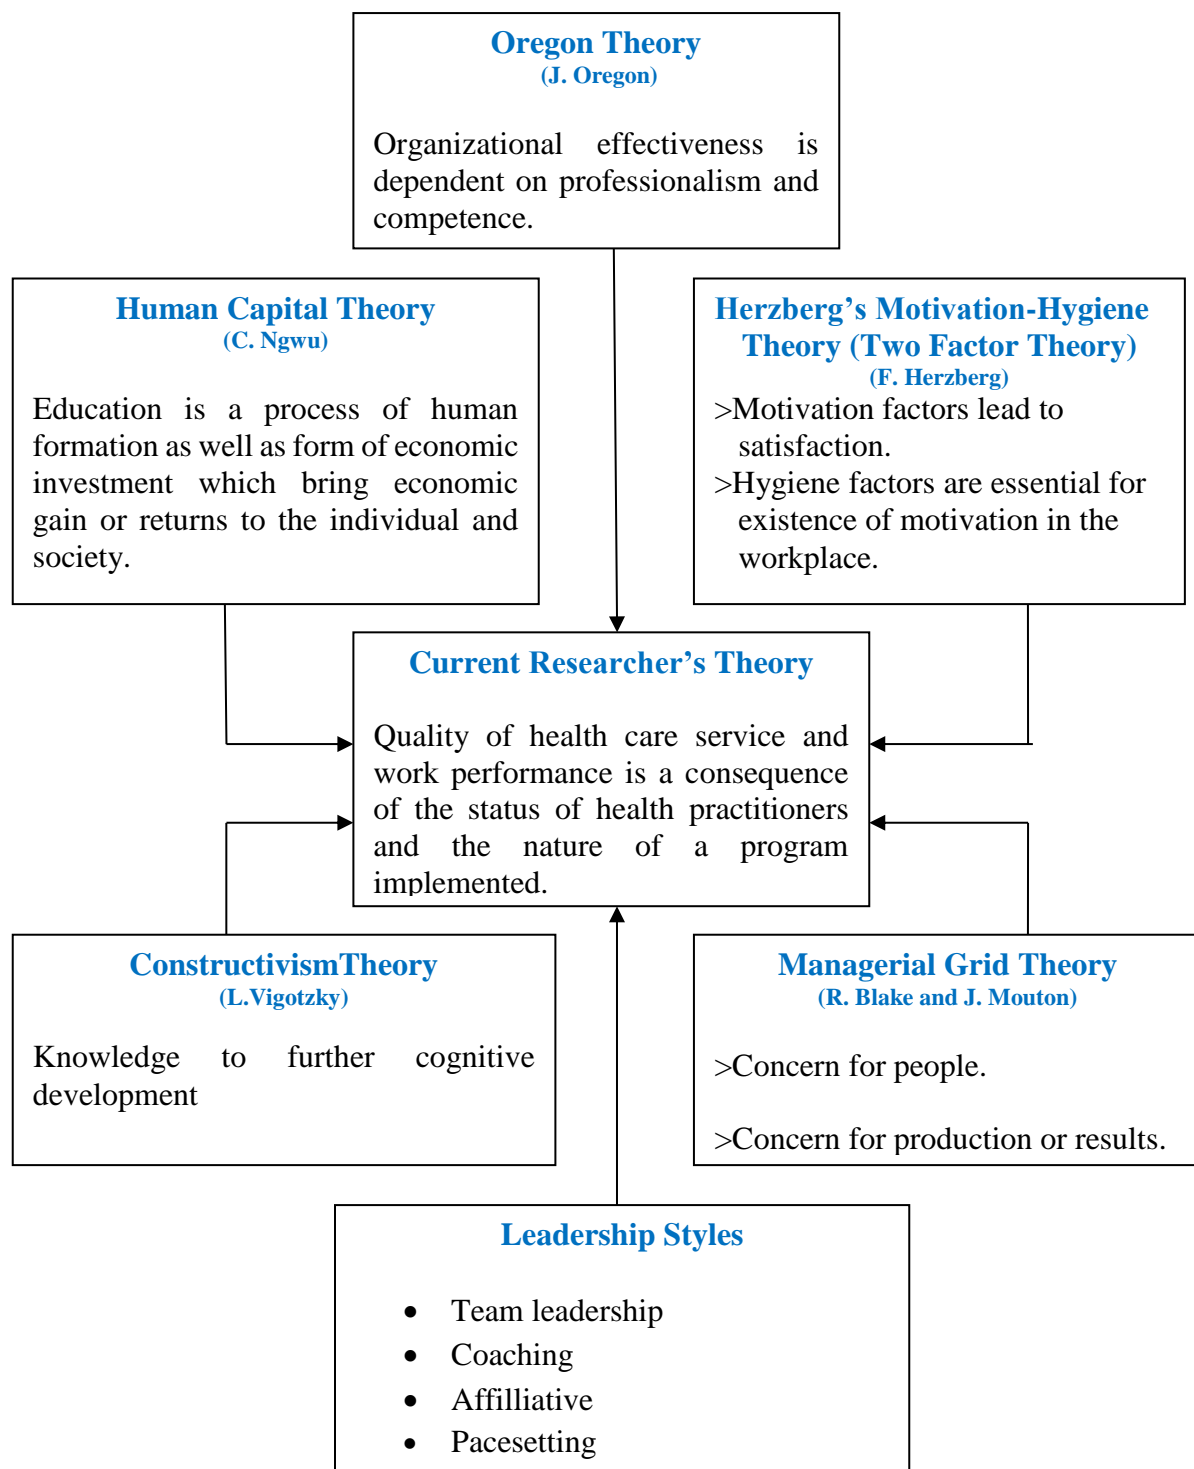 Oregon Theory
(J. Oregon)
Organizational effectiveness is
dependent on professionalism and
competence.
Human Capital Theory
(C. Ngwu)
Education is a process of human
formation as well as form of economic
investment which bring economic
gain or returns to the individual and
society.
Herzberg’s Motivation-Hygiene
Theory (Two Factor Theory)
(F. Herzberg)
>Motivation factors lead to
satisfaction.
>Hygiene factors are essential for
existence of motivation in the
workplace.
Current Researcher’s Theory
Quality of health care service and
work performance is a consequence
of the status of health practitioners
and the nature of a program
implemented.
ConstructivismTheory
(L.Vigotzky)
Knowledge to further cognitive
development
Managerial Grid Theory
(R. Blake and J. Mouton)
>Concern for people.
>Concern for production or results.
Leadership Styles
• Team leadership
• Coaching
• Affilliative
• Pacesetting